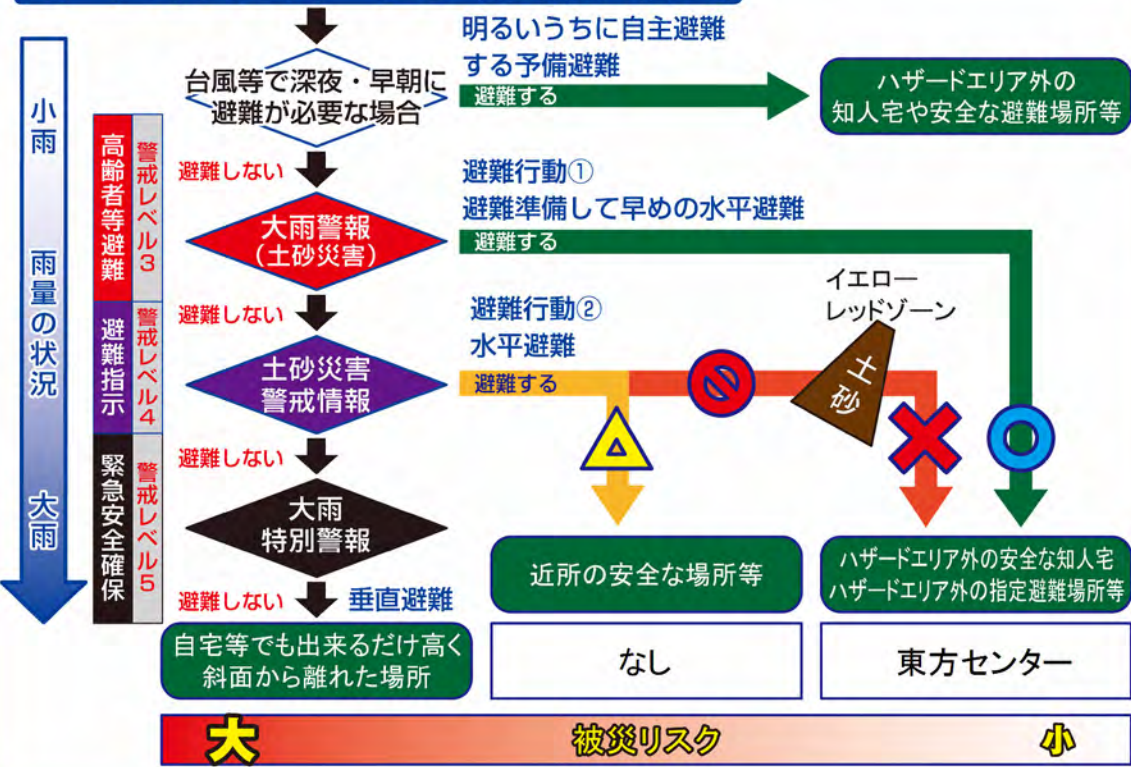 明るいうちに自主避難
する予備避難
台風等で深夜・早朝に
避難が必要な場合
避難する
ハザードエリア外の
知人宅や安全な避難場所等
小雨 雨量の状況 大雨
高齢者等避難
警戒レベル3
避難しない
避難行動①
避難準備して早めの水平避難
大雨警報
(土砂災害)
避難する
イエロー
レッドゾーン
避難指示
警戒レベル4
避難しない
避難行動②
水平避難
土砂災害
警戒情報
避難する
土砂
緊急安全確保
警戒レベル5
避難しない
大雨
特別警報
近所の安全な場所等
ハザードエリア外の安全な知人宅
ハザードエリア外の指定避難場所等
避難しない
垂直避難
自宅等でも出来るだけ高く
斜面から離れた場所
なし
東方センター
大 被災リスク 小